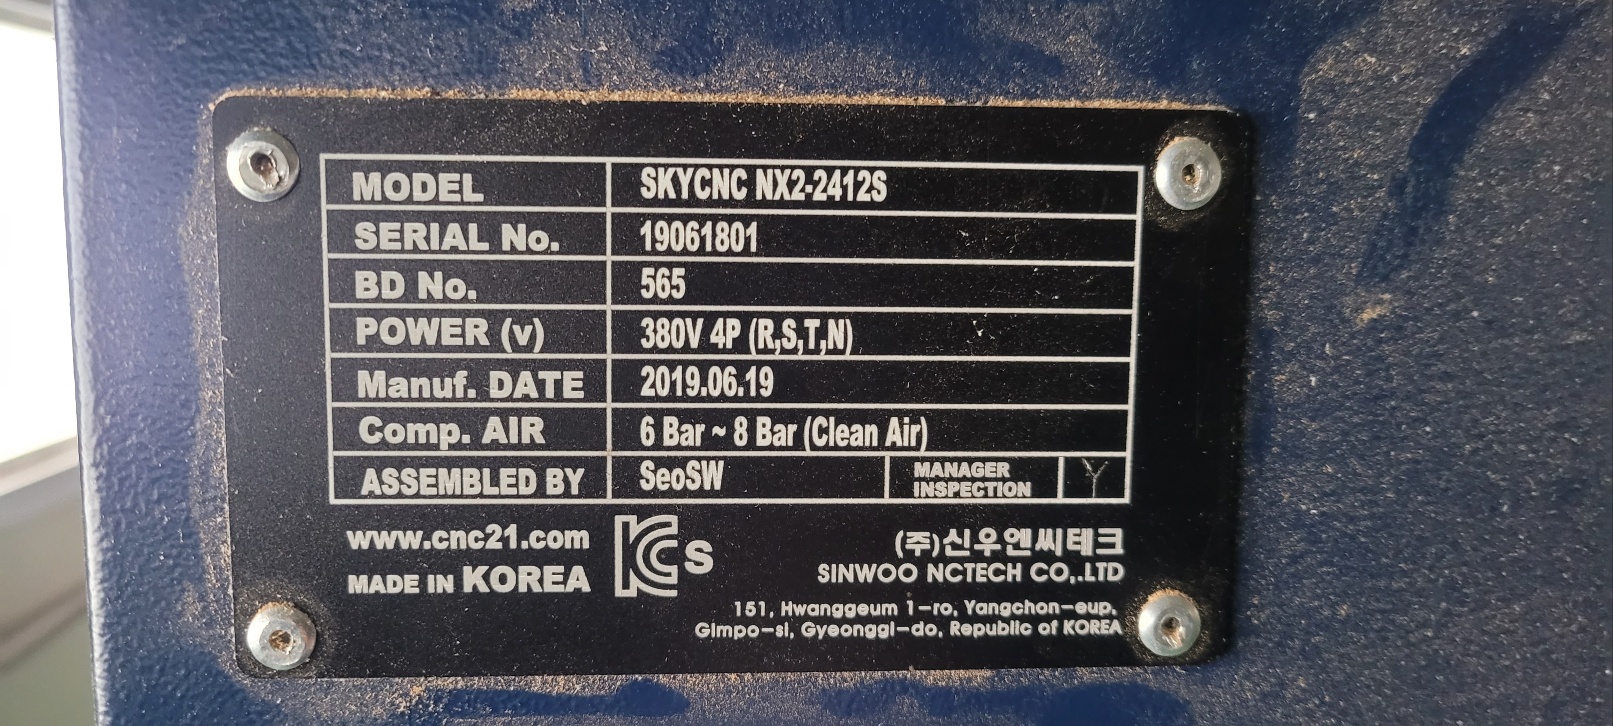 MODEL SKYCNC NX2-2412S
SERIAL No. 19061801
BD No. 565
POWER (v) 380V 4P (R,S,T,N)
Manuf. DATE 2019.06.19
Comp. AIR 6 Bar ~ 8 Bar (Clean Air)
ASSEMBLED BY SeoSW MANAGER INSPECTION Y
www.cnc21.com
MADE IN KOREA
KCs
(주)신우엔씨테크
SINWOO NCTECH CO,.LTD
151, Hwanggeum 1-ro, Yangchon-eup,
Gimpo-si, Gyeonggi-do, Republic of KOREA